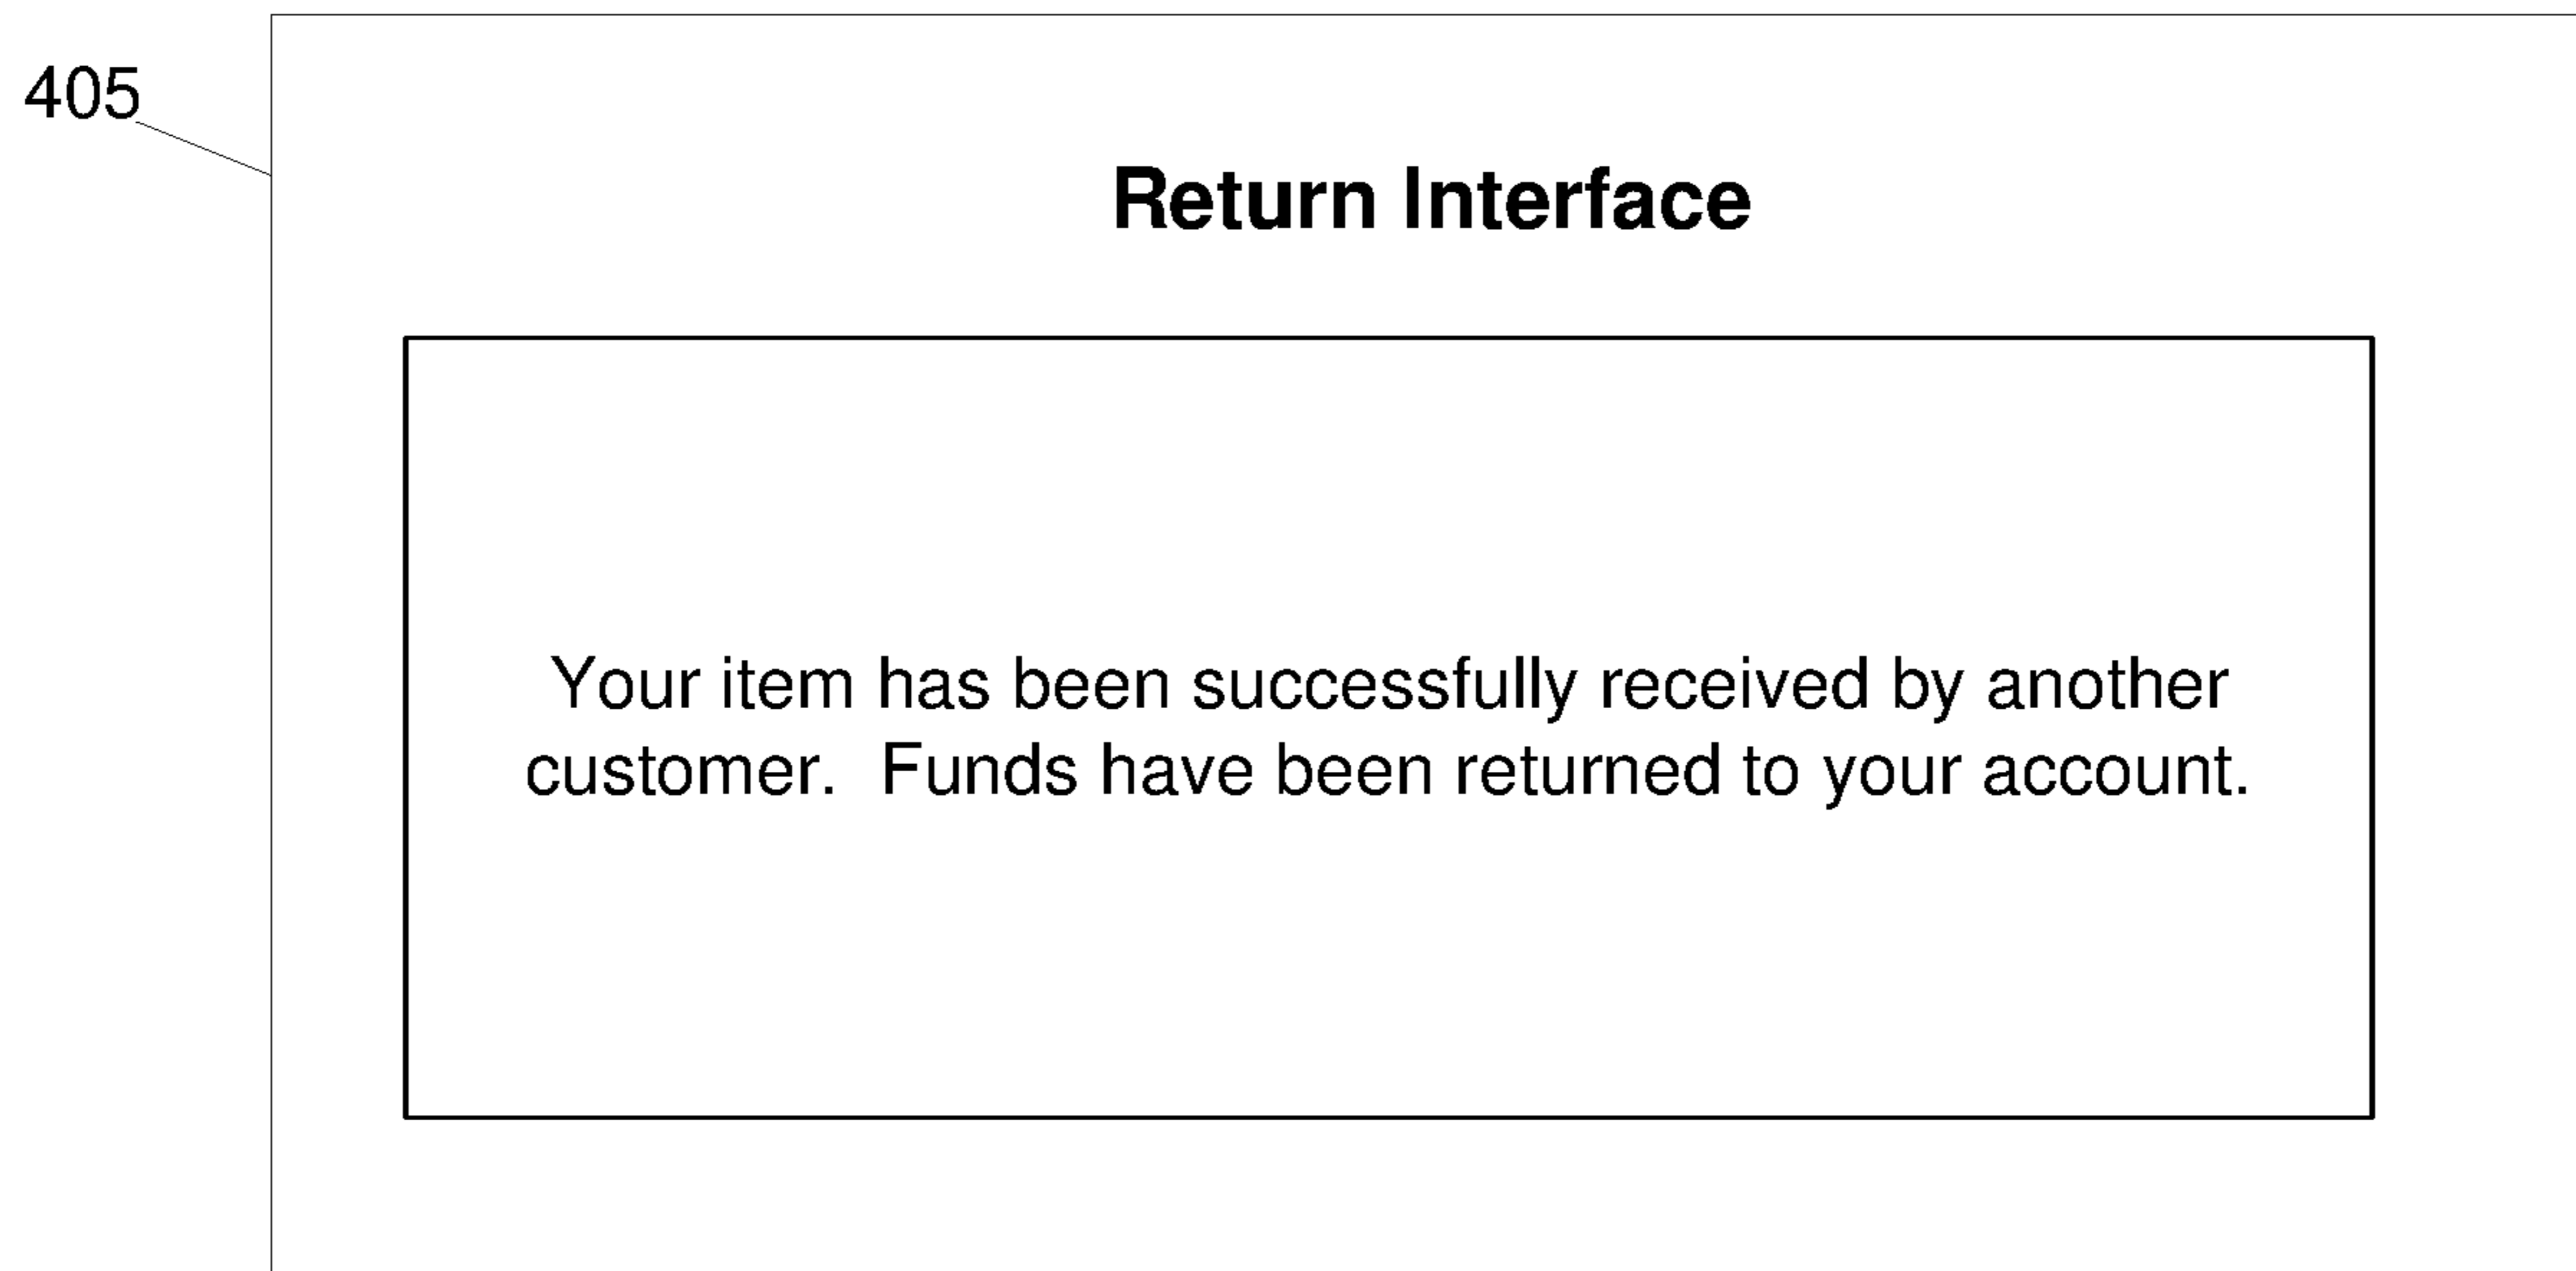 405
Return Interface
Your item has been successfully received by another
customer.  Funds have been returned to your account.